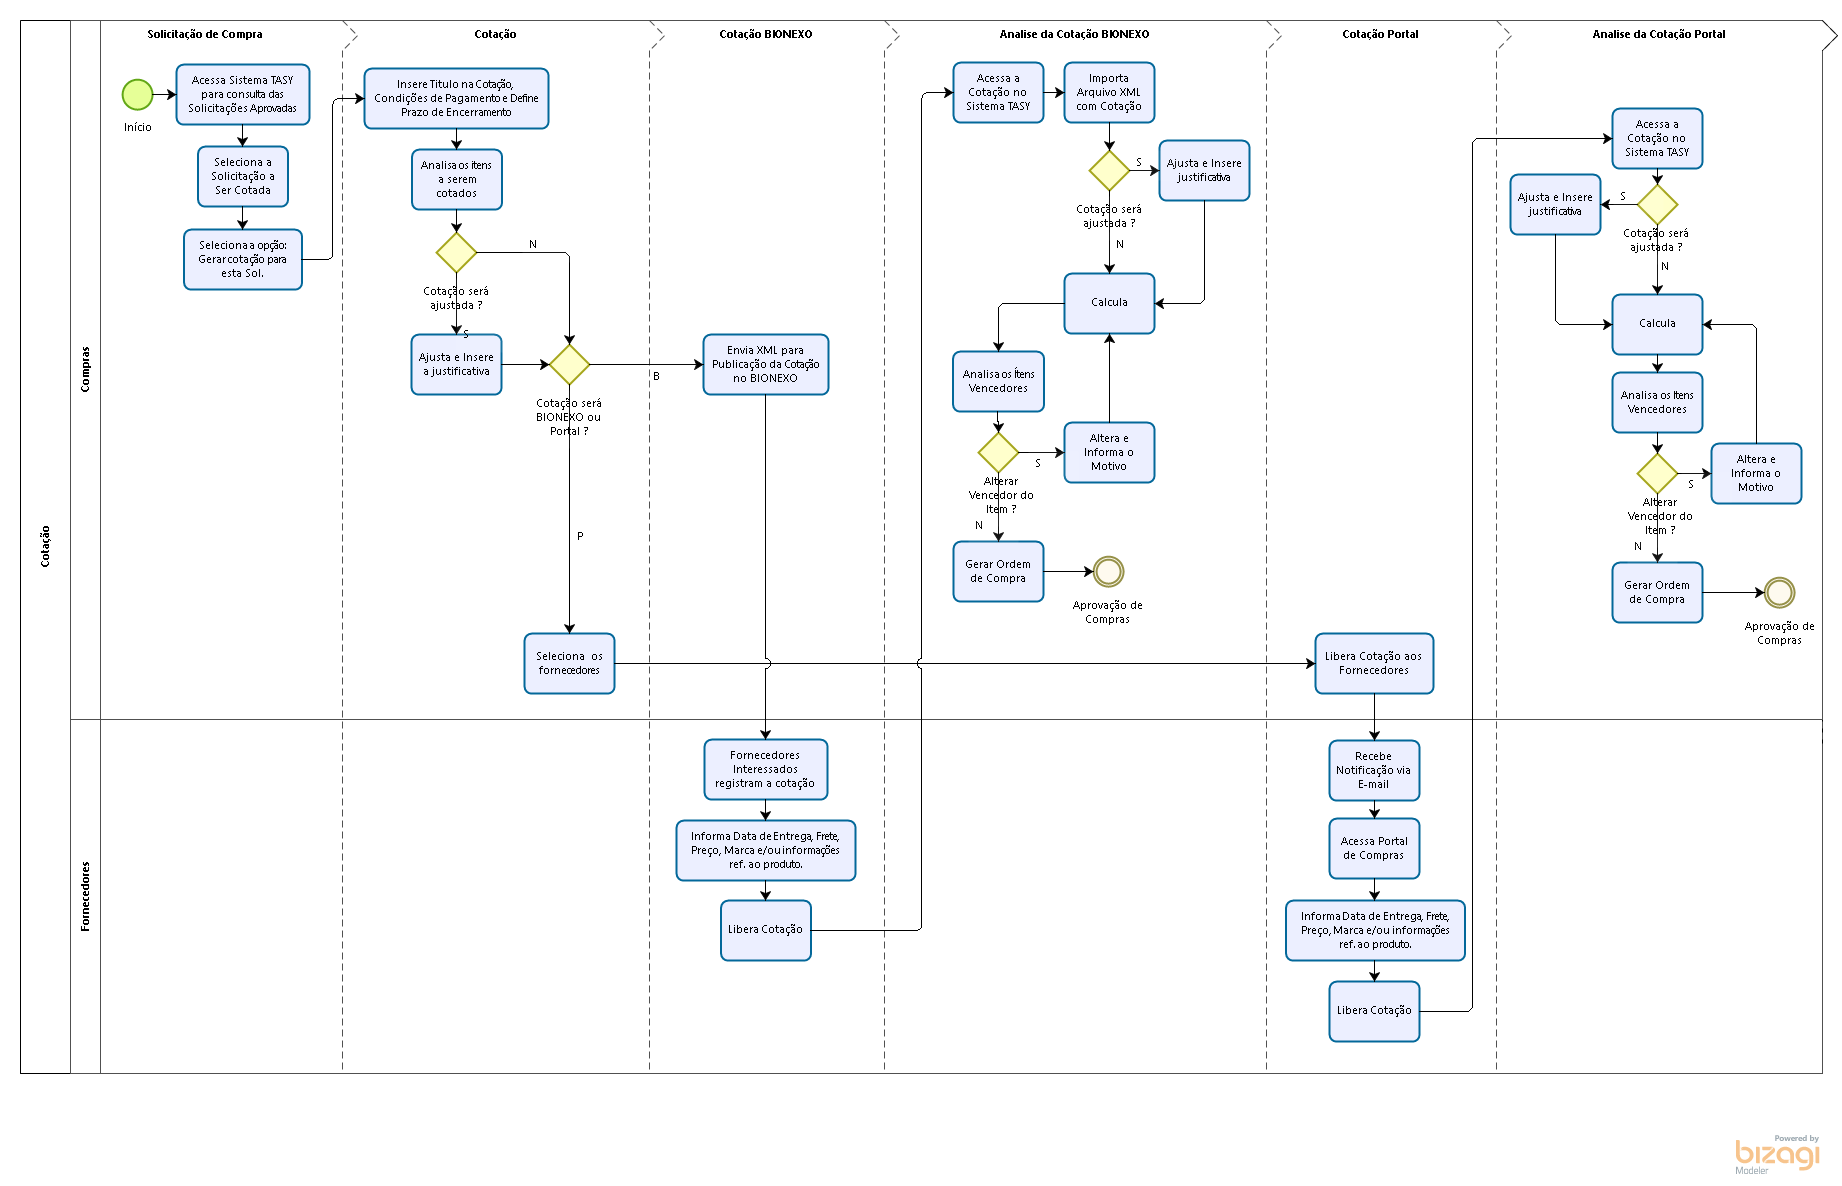 Solicitação de Compra
Cotação
Cotação BIONEXO
Analise da Cotação BIONEXO
Cotação Portal
Analise da Cotação Portal
Cotação
Compras
Fornecedores
Início
Acessa Sistema TASY
para consulta das
Solicitações Aprovadas
Seleciona a
Solicitação a
Ser Cotada
Seleciona a opção:
Gerar cotação para
esta Sol.
Insere Titulo na Cotação,
Condições de Pagamento e Define
Prazo de Encerramento
Analisa os itens
a serem
cotados
N
Cotação será
ajustada ?
S
Ajusta e Insere
a justificativa
Cotação será
BIONEXO ou
Portal ?
B
P
Seleciona os
fornecedores
Envia XML para
Publicação da Cotação
no BIONEXO
Fornecedores
Interessados
registram a cotação
Informa Data de Entrega, Frete,
Preço, Marca e/ou informações
ref. ao produto.
Libera Cotação
Acessa a
Cotação no
Sistema TASY
Importa
Arquivo XML
com Cotação
S
Ajusta e Insere
justificativa
Cotação será
ajustada ?
N
Calcula
Analisa os Ítens
Vencedores
Altera e
Informa o
Motivo
S
Alterar
Vencedor do
Item ?
N
Gerar Ordem
de Compra
Aprovação de
Compras
Libera Cotação aos
Fornecedores
Recebe
Notificação via
E-mail
Acessa Portal
de Compras
Informa Data de Entrega, Frete,
Preço, Marca e/ou informações
ref. ao produto.
Libera Cotação
Acessa a
Cotação no
Sistema TASY
Ajusta e Insere
justificativa
S
Cotação será
ajustada ?
N
Calcula
Analisa os Itens
Vencedores
Altera e
Informa o
Motivo
S
Alterar
Vencedor do
Item ?
N
Gerar Ordem
de Compra
Aprovação de
Compras
Powered by
bizagi
Modeler